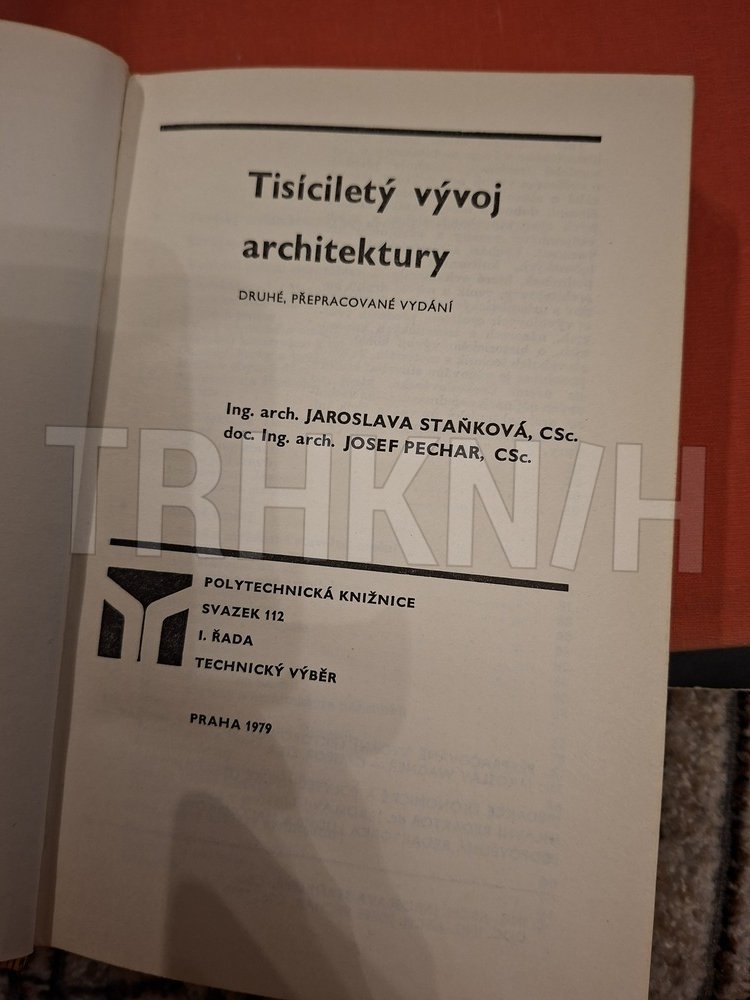 Tisíciletý vývoj
architektury
DRUHÉ, PŘEPRACOVANÉ VYDÁNÍ
Ing. arch. JAROSLAVA STAŇKOVÁ, CSc.
doc. Ing. arch. JOSEF PECHAR, CSc.
TRHKNIH
POLYTECHNICKÁ KNIŽNICE
SVAZEK 112
I. ŘADA
TECHNICKÝ VÝBĚR
PRAHA 1979